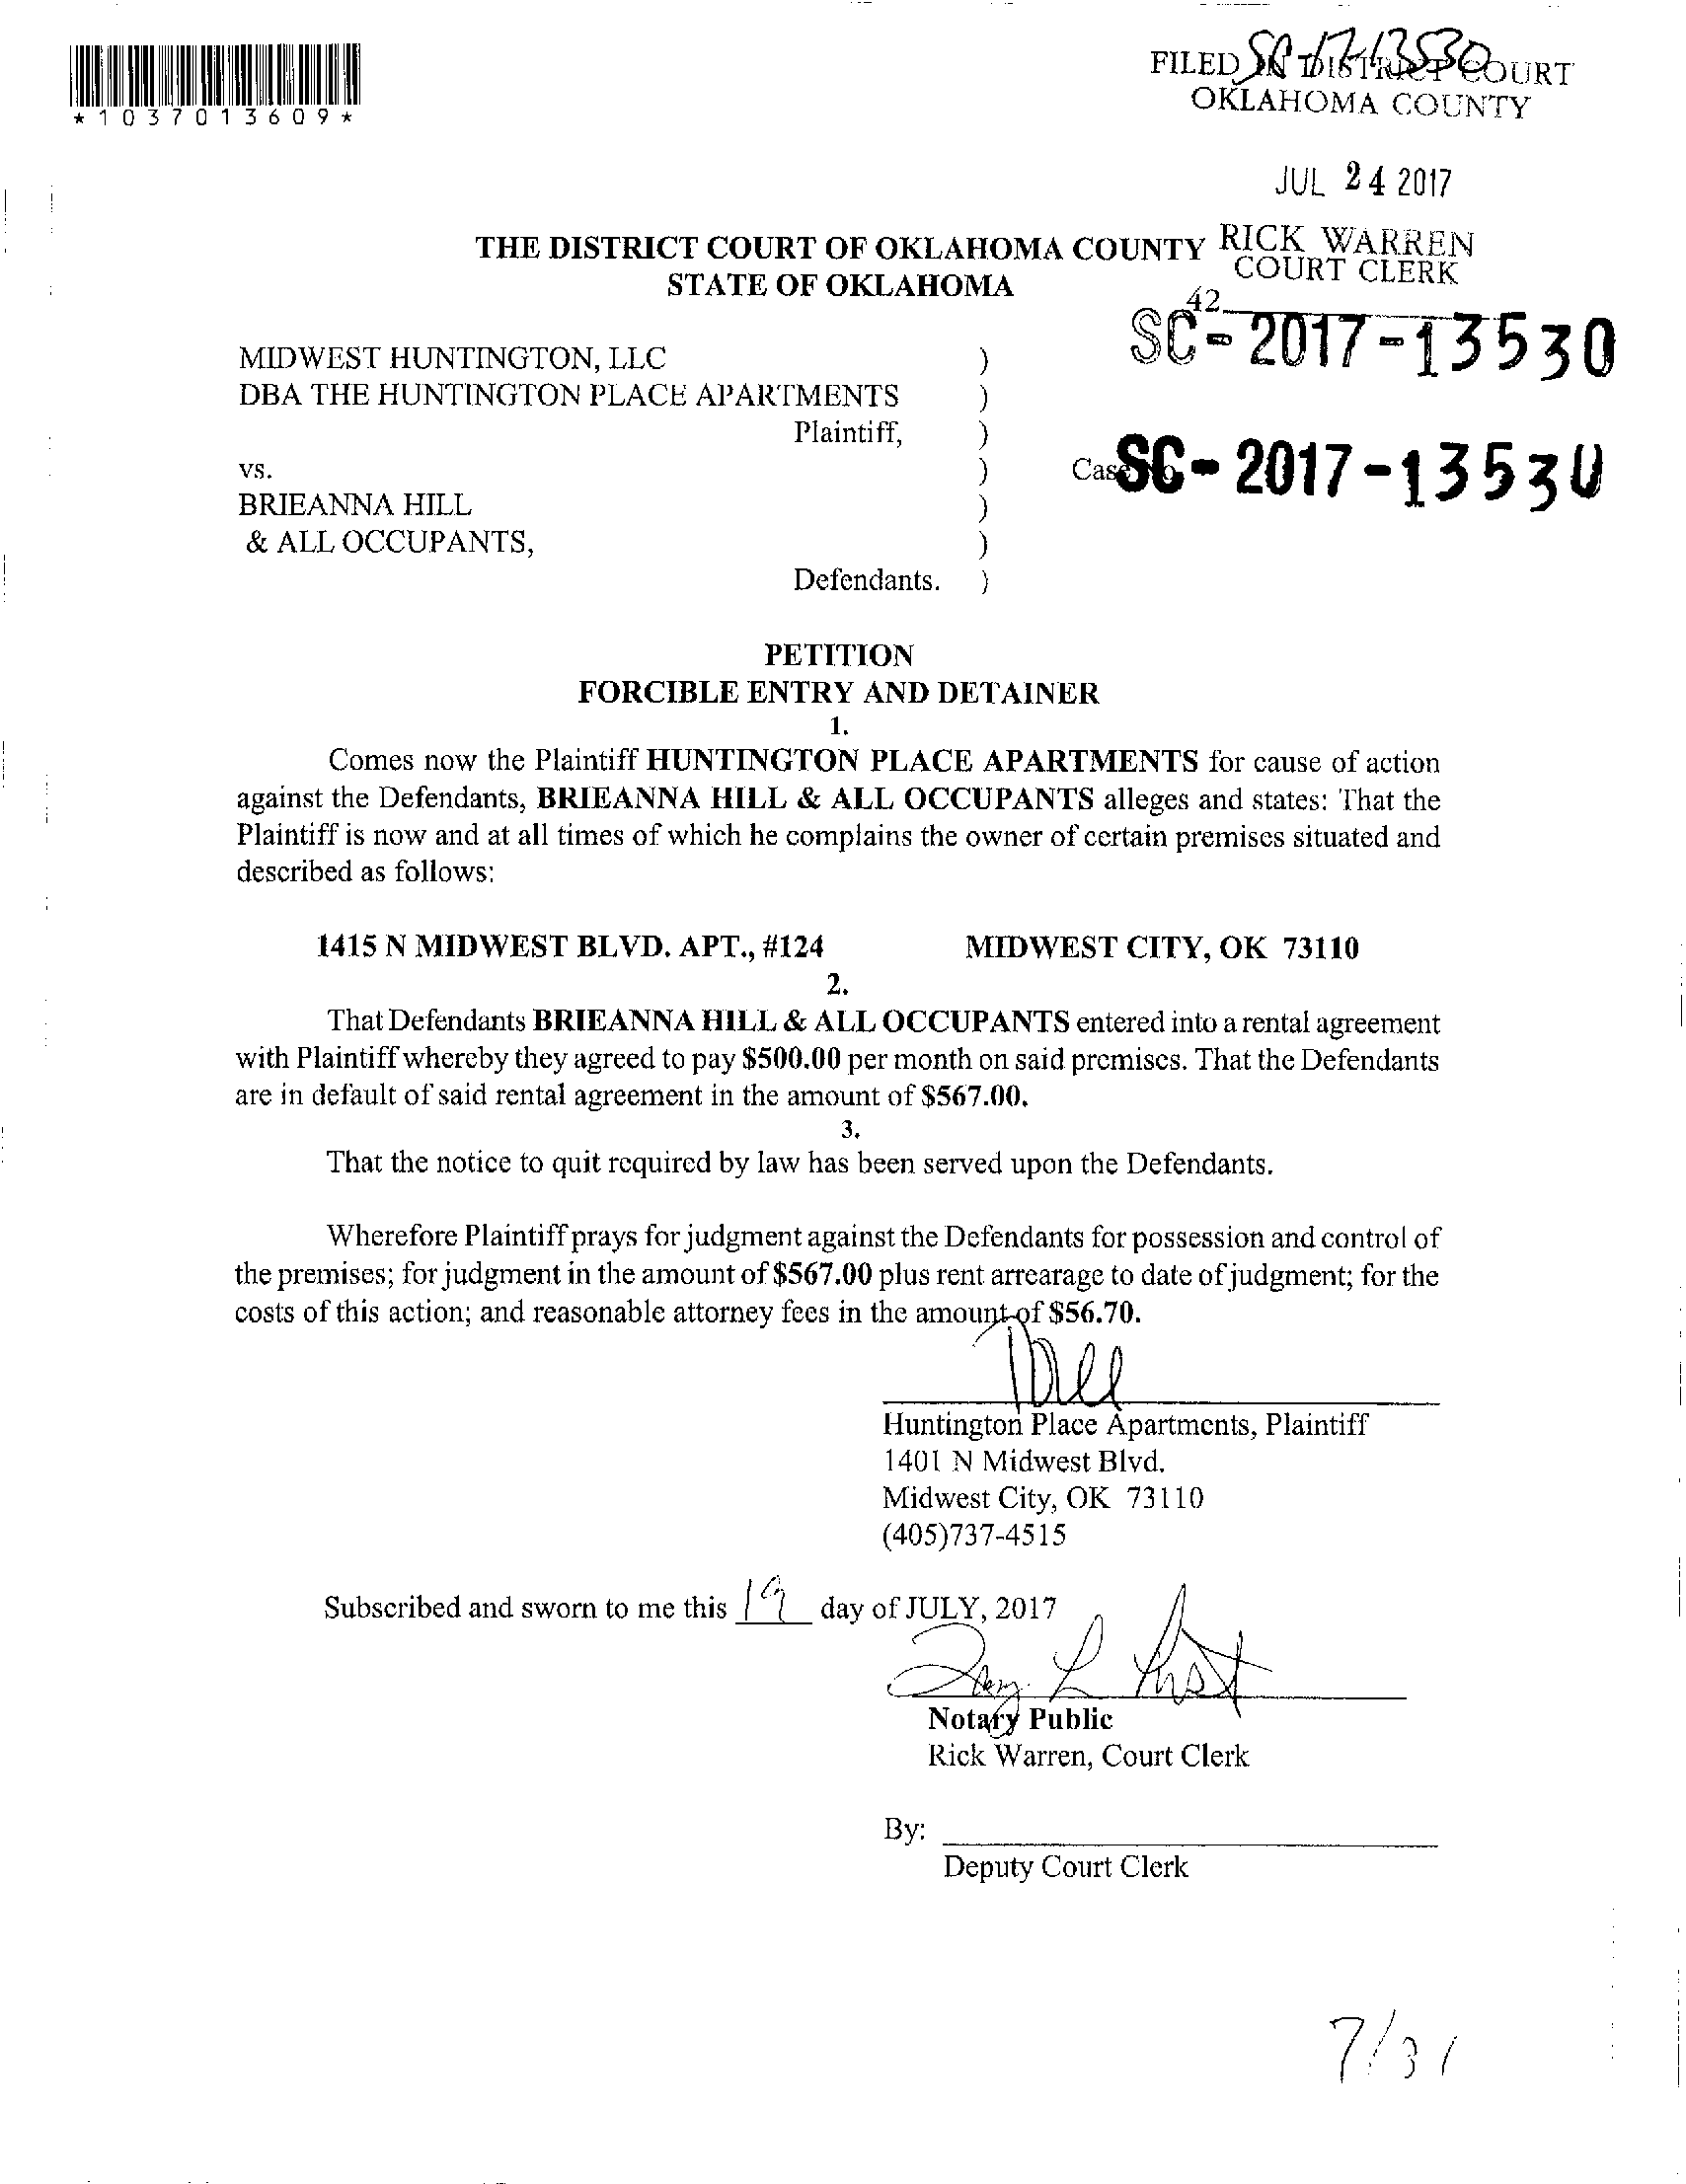 *1037013609*
SC-17-13530
FILED IN DISTRICT COURT
OKLAHOMA COUNTY
JUL 24 2017
RICK WARREN
COURT CLERK
42
THE DISTRICT COURT OF OKLAHOMA COUNTY
STATE OF OKLAHOMA
SC-2017-13530
MIDWEST HUNTINGTON, LLC )
DBA THE HUNTINGTON PLACE APARTMENTS )
Plaintiff, )
vs. ) Case No. SC-2017-13530
BRIEANNA HILL )
& ALL OCCUPANTS, )
Defendants. )
PETITION
FORCIBLE ENTRY AND DETAINER
1.
Comes now the Plaintiff HUNTINGTON PLACE APARTMENTS for cause of action
against the Defendants, BRIEANNA HILL & ALL OCCUPANTS alleges and states: That the
Plaintiff is now and at all times of which he complains the owner of certain premises situated and
described as follows:
1415 N MIDWEST BLVD. APT., #124 MIDWEST CITY, OK 73110
2.
That Defendants BRIEANNA HILL & ALL OCCUPANTS entered into a rental agreement
with Plaintiff whereby they agreed to pay $500.00 per month on said premises. That the Defendants
are in default of said rental agreement in the amount of $567.00.
3.
That the notice to quit required by law has been served upon the Defendants.
Wherefore Plaintiff prays for judgment against the Defendants for possession and control of
the premises; for judgment in the amount of $567.00 plus rent arrearage to date of judgment; for the
costs of this action; and reasonable attorney fees in the amount of $56.70.
Huntington Place Apartments, Plaintiff
1401 N Midwest Blvd.
Midwest City, OK 73110
(405)737-4515
Subscribed and sworn to me this 19 day of JULY, 2017
Notary Public
Rick Warren, Court Clerk
By:
Deputy Court Clerk
7/31